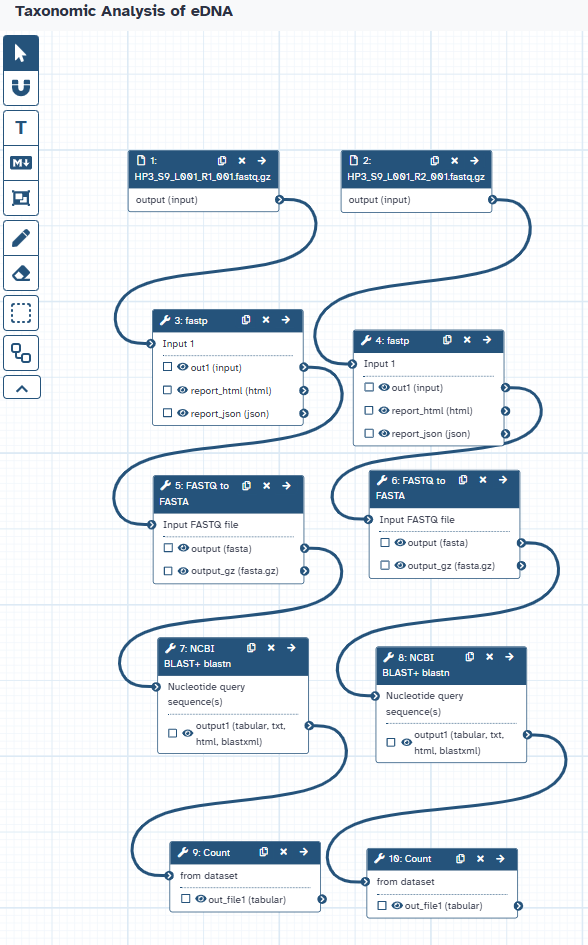 Taxonomic Analysis of eDNA
T
M
1:
HP3_S9_L001_R1_001.fastq.gz
output (input)
2:
HP3_S9_L001_R2_001.fastq.gz
output (input)
3: fastp
Input 1
out1 (input)
report_html (html)
report_json (json)
4: fastp
Input 1
out1 (input)
report_html (html)
report_json (json)
5: FASTQ to
FASTA
Input FASTQ file
output (fasta)
output_gz (fasta.gz)
6: FASTQ to
FASTA
Input FASTQ file
output (fasta)
output_gz (fasta.gz)
7: NCBI
BLAST+ blastn
Nucleotide query
sequence(s)
output1 (tabular, txt,
html, blastxml)
8: NCBI
BLAST+ blastn
Nucleotide query
sequence(s)
output1 (tabular, txt,
html, blastxml)
9: Count
from dataset
out_file1 (tabular)
10: Count
from dataset
out_file1 (tabular)